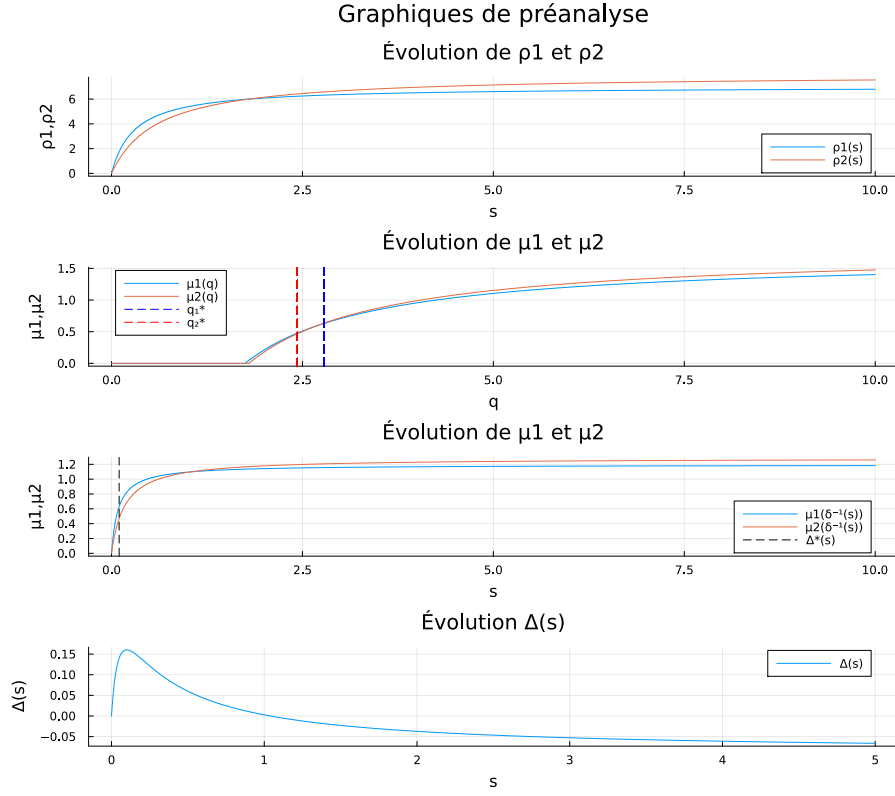 Graphiques de préanalyse
Évolution de ρ1 et ρ2
ρ1,ρ2
6
4
2
0
ρ1(s)
ρ2(s)
0.0 2.5 5.0 7.5 10.0
s
Évolution de μ1 et μ2
μ1,μ2
1.5
1.0
0.5
0.0
μ1(q)
μ2(q)
q₁*
q₂*
0.0 2.5 5.0 7.5 10.0
q
Évolution de μ1 et μ2
μ1,μ2
1.2
1.0
0.8
0.6
0.4
0.2
0.0
μ1(δ⁻¹(s))
μ2(δ⁻¹(s))
Δ*(s)
0.0 2.5 5.0 7.5 10.0
s
Évolution Δ(s)
Δ(s)
0.15
0.10
0.05
0.00
−0.05
Δ(s)
0 1 2 3 4 5
s